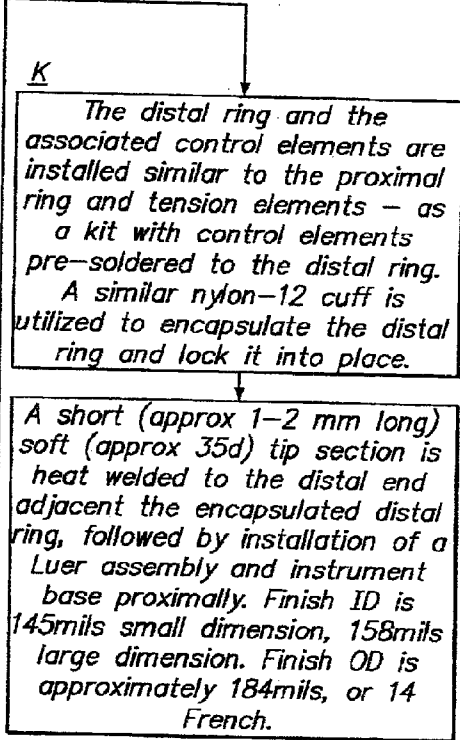 K
The distal ring and the
associated control elements are
installed similar to the proximal
ring and tension elements – as
a kit with control elements
pre-soldered to the distal ring.
A similar nylon-12 cuff is
utilized to encapsulate the distal
ring and lock it into place.
A short (approx 1-2 mm long)
soft (approx 35d) tip section is
heat welded to the distal end
adjacent the encapsulated distal
ring, followed by installation of a
Luer assembly and instrument
base proximally. Finish ID is
145mils small dimension, 158mils
large dimension. Finish OD is
approximately 184mils, or 14
French.